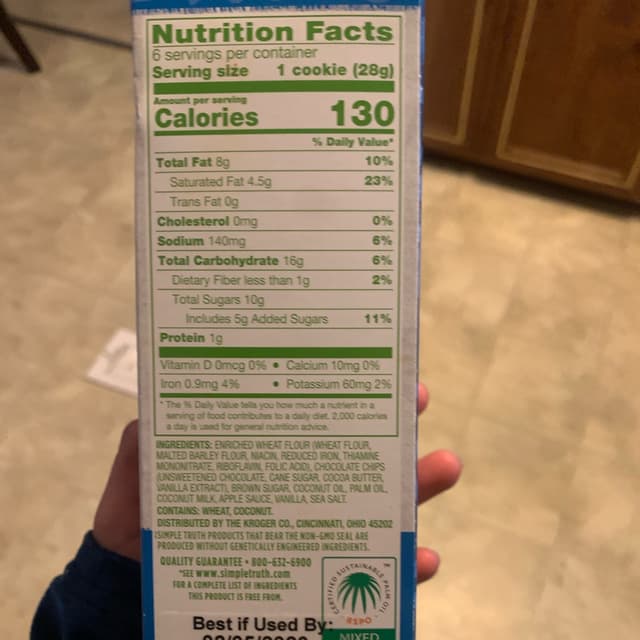 Nutrition Facts
6 servings per container
Serving size 1 cookie (28g)
Amount per serving
Calories 130
% Daily Value*
Total Fat 8g 10%
Saturated Fat 4.5g 23%
Trans Fat 0g
Cholesterol 0mg 0%
Sodium 140mg 6%
Total Carbohydrate 16g 6%
Dietary Fiber less than 1g 2%
Total Sugars 10g
Includes 5g Added Sugars 11%
Protein 1g
Vitamin D 0mcg 0% • Calcium 10mg 0%
Iron 0.9mg 4% • Potassium 60mg 2%
* The % Daily Value tells you how much a nutrient in a
serving of food contributes to a daily diet. 2,000 calories
a day is used for general nutrition advice.
INGREDIENTS: ENRICHED WHEAT FLOUR (WHEAT FLOUR,
MALTED BARLEY FLOUR, NIACIN, REDUCED IRON, THIAMINE
MONONITRATE, RIBOFLAVIN, FOLIC ACID), CHOCOLATE CHIPS
(UNSWEETENED CHOCOLATE, CANE SUGAR, COCOA BUTTER,
VANILLA EXTRACT), BROWN SUGAR, COCONUT OIL, PALM OIL,
COCONUT MILK, APPLE SAUCE, VANILLA, SEA SALT.
CONTAINS: WHEAT, COCONUT.
DISTRIBUTED BY THE KROGER CO., CINCINNATI, OHIO 45202
SIMPLE TRUTH PRODUCTS THAT BEAR THE NON-GMO SEAL ARE
PRODUCED WITHOUT GENETICALLY ENGINEERED INGREDIENTS.
QUALITY GUARANTEE • 800-632-6900
*SEE www.simpletruth.com
FOR A COMPLETE LIST OF INGREDIENTS
THIS PRODUCT IS FREE FROM.
CERTIFIED SUSTAINABLE PALM OIL
RSPO
MIXED
Best if Used By: